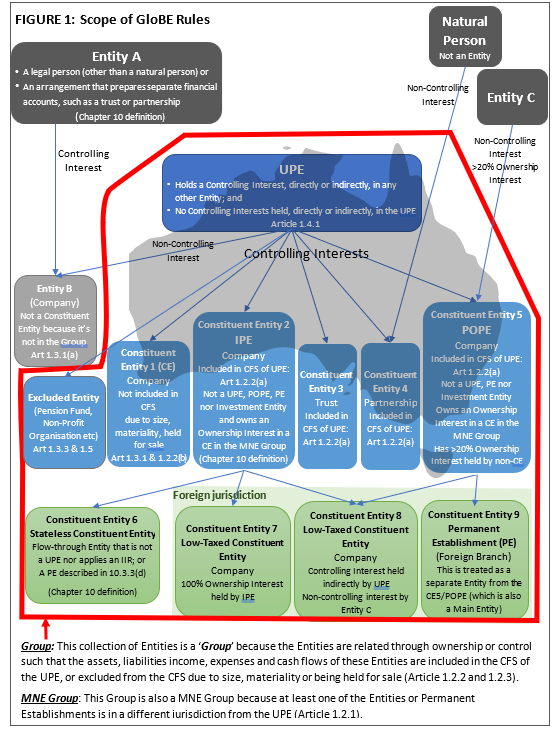 FIGURE 1: Scope of GloBE Rules
Entity A
• A legal person (other than a natural person) or
• An arrangement that prepares separate financial
accounts, such as a trust or partnership
(Chapter 10 definition)
Natural
Person
Not an Entity
Entity C
Controlling
Interest
Non-Controlling
Interest
Non-Controlling
Interest
>20% Ownership
Interest
UPE
• Holds a Controlling Interest, directly or indirectly, in any
other Entity; and
• No Controlling Interests held, directly or indirectly, in the UPE
Article 1.4.1
Non-Controlling
Interest
Controlling Interests
Entity B
(Company)
Not a Constituent
Entity because it's
not in the Group
Art 1.3.1(a)
Excluded Entity
(Pension Fund,
Non-Profit
Organisation etc)
Art 1.3.3 & 1.5
Constituent
Entity 1 (CE)
Company
Not included in
CFS
due to size,
materiality, held
for sale
Art 1.3.1 & 1.2.2(b)
Constituent Entity 2
IPE
Company
Included in CFS of UPE:
Art 1.2.2(a)
Not a UPE, POPE, PE
nor Investment Entity
and owns an
Ownership Interest in a
CE in the MNE Group
(Chapter 10 definition)
Constituent
Entity 3
Trust
Included in
CFS of UPE:
Art 1.2.2(a)
Constituent
Entity 4
Partnership
Included in
CFS of UPE:
Art 1.2.2(a)
Constituent Entity 5
POPE
Company
Included in CFS of UPE:
Art 1.2.2(a)
Not a UPE, PE nor
Investment Entity
Owns an Ownership
Interest in a CE in the
MNE Group
Has >20% Ownership
Interest held by non-CE
Foreign jurisdiction
Constituent Entity 6
Stateless Constituent Entity
Flow-through Entity that is not
a UPE nor applies an IIR; or
A PE described in 10.3.3(d)
(Chapter 10 definition)
Constituent Entity 7
Low-Taxed Constituent
Entity
Company
100% Ownership Interest
held by IPE
Constituent Entity 8
Low-Taxed Constituent
Entity
Company
Controlling Interest held
indirectly by UPE
Non-controlling interest by
Entity C
Constituent Entity 9
Permanent
Establishment (PE)
(Foreign Branch)
This is treated as a
separate Entity from the
CE5/POPE (which is also
a Main Entity)
Group: This collection of Entities is a ‘Group’ because the Entities are related through ownership or control
such that the assets, liabilities income, expenses and cash flows of these Entities are included in the CFS of
the UPE, or excluded from the CFS due to size, materiality or being held for sale (Article 1.2.2 and 1.2.3).
MNE Group: This Group is also a MNE Group because at least one of the Entities or Permanent
Establishments is in a different jurisdiction from the UPE (Article 1.2.1).